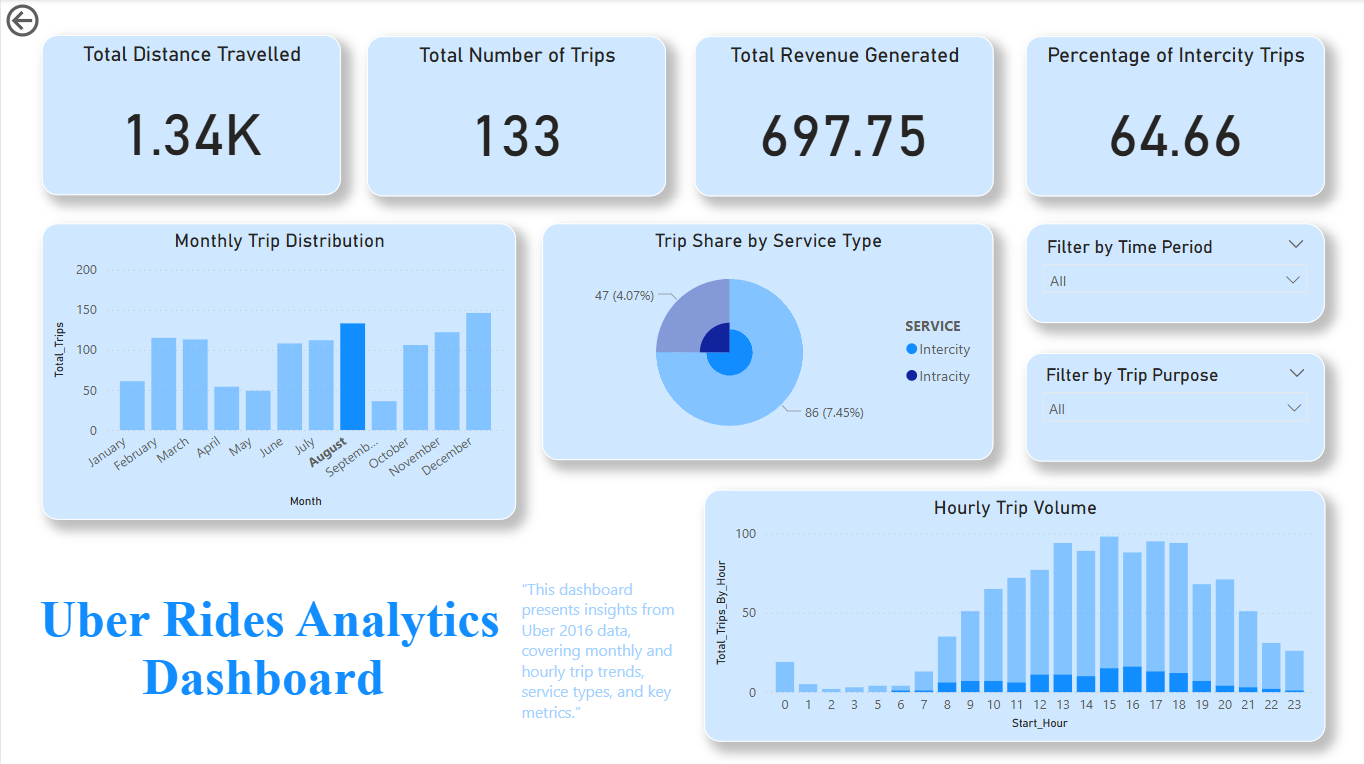 Total Distance Travelled
1.34K
Total Number of Trips
133
Total Revenue Generated
697.75
Percentage of Intercity Trips
64.66
Monthly Trip Distribution
Total_Trips
200
150
100
50
0
January
February
March
April
May
June
July
August
Septemb...
October
November
December
Month
Trip Share by Service Type
47 (4.07%)
86 (7.45%)
SERVICE
Intercity
Intracity
Filter by Time Period
All
Filter by Trip Purpose
All
Hourly Trip Volume
Total_Trips_By_Hour
100
50
0
0 1 2 3 5 6 7 8 9 10 11 12 13 14 15 16 17 18 19 20 21 22 23
Start_Hour
Uber Rides Analytics
Dashboard
“This dashboard
presents insights from
Uber 2016 data,
covering monthly and
hourly trip trends,
service types, and key
metrics.”